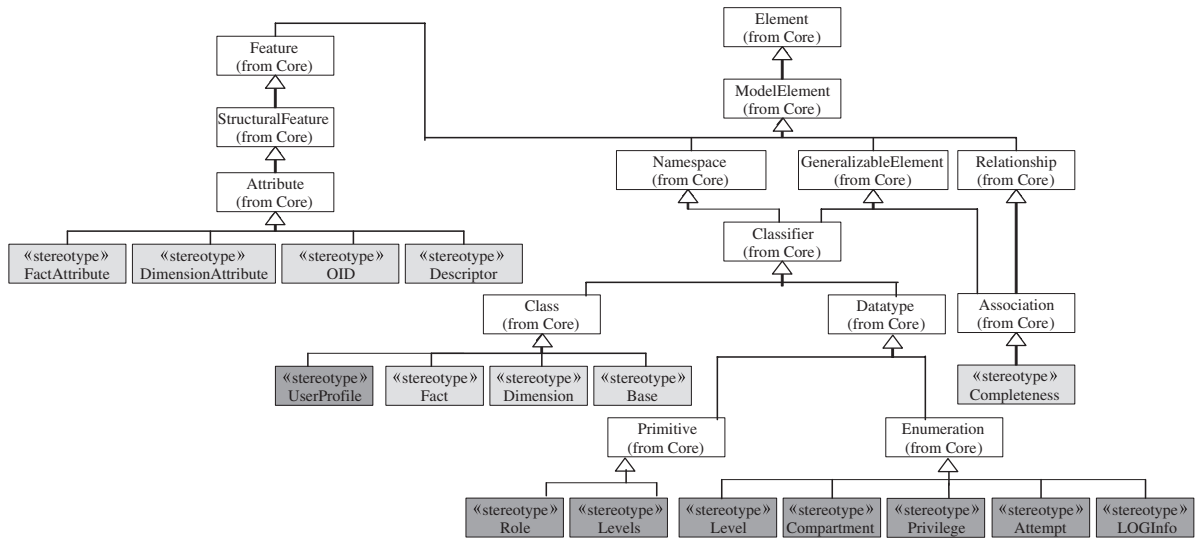 Element
(from Core)
Feature
(from Core)
ModelElement
(from Core)
StructuralFeature
(from Core)
Namespace
(from Core)
GeneralizableElement
(from Core)
Relationship
(from Core)
Attribute
(from Core)
Classifier
(from Core)
«stereotype»
FactAttribute
«stereotype»
DimensionAttribute
«stereotype»
OID
«stereotype»
Descriptor
Class
(from Core)
Datatype
(from Core)
Association
(from Core)
«stereotype»
UserProfile
«stereotype»
Fact
«stereotype»
Dimension
«stereotype»
Base
«stereotype»
Completeness
Primitive
(from Core)
Enumeration
(from Core)
«stereotype»
Role
«stereotype»
Levels
«stereotype»
Level
«stereotype»
Compartment
«stereotype»
Privilege
«stereotype»
Attempt
«stereotype»
LOGInfo